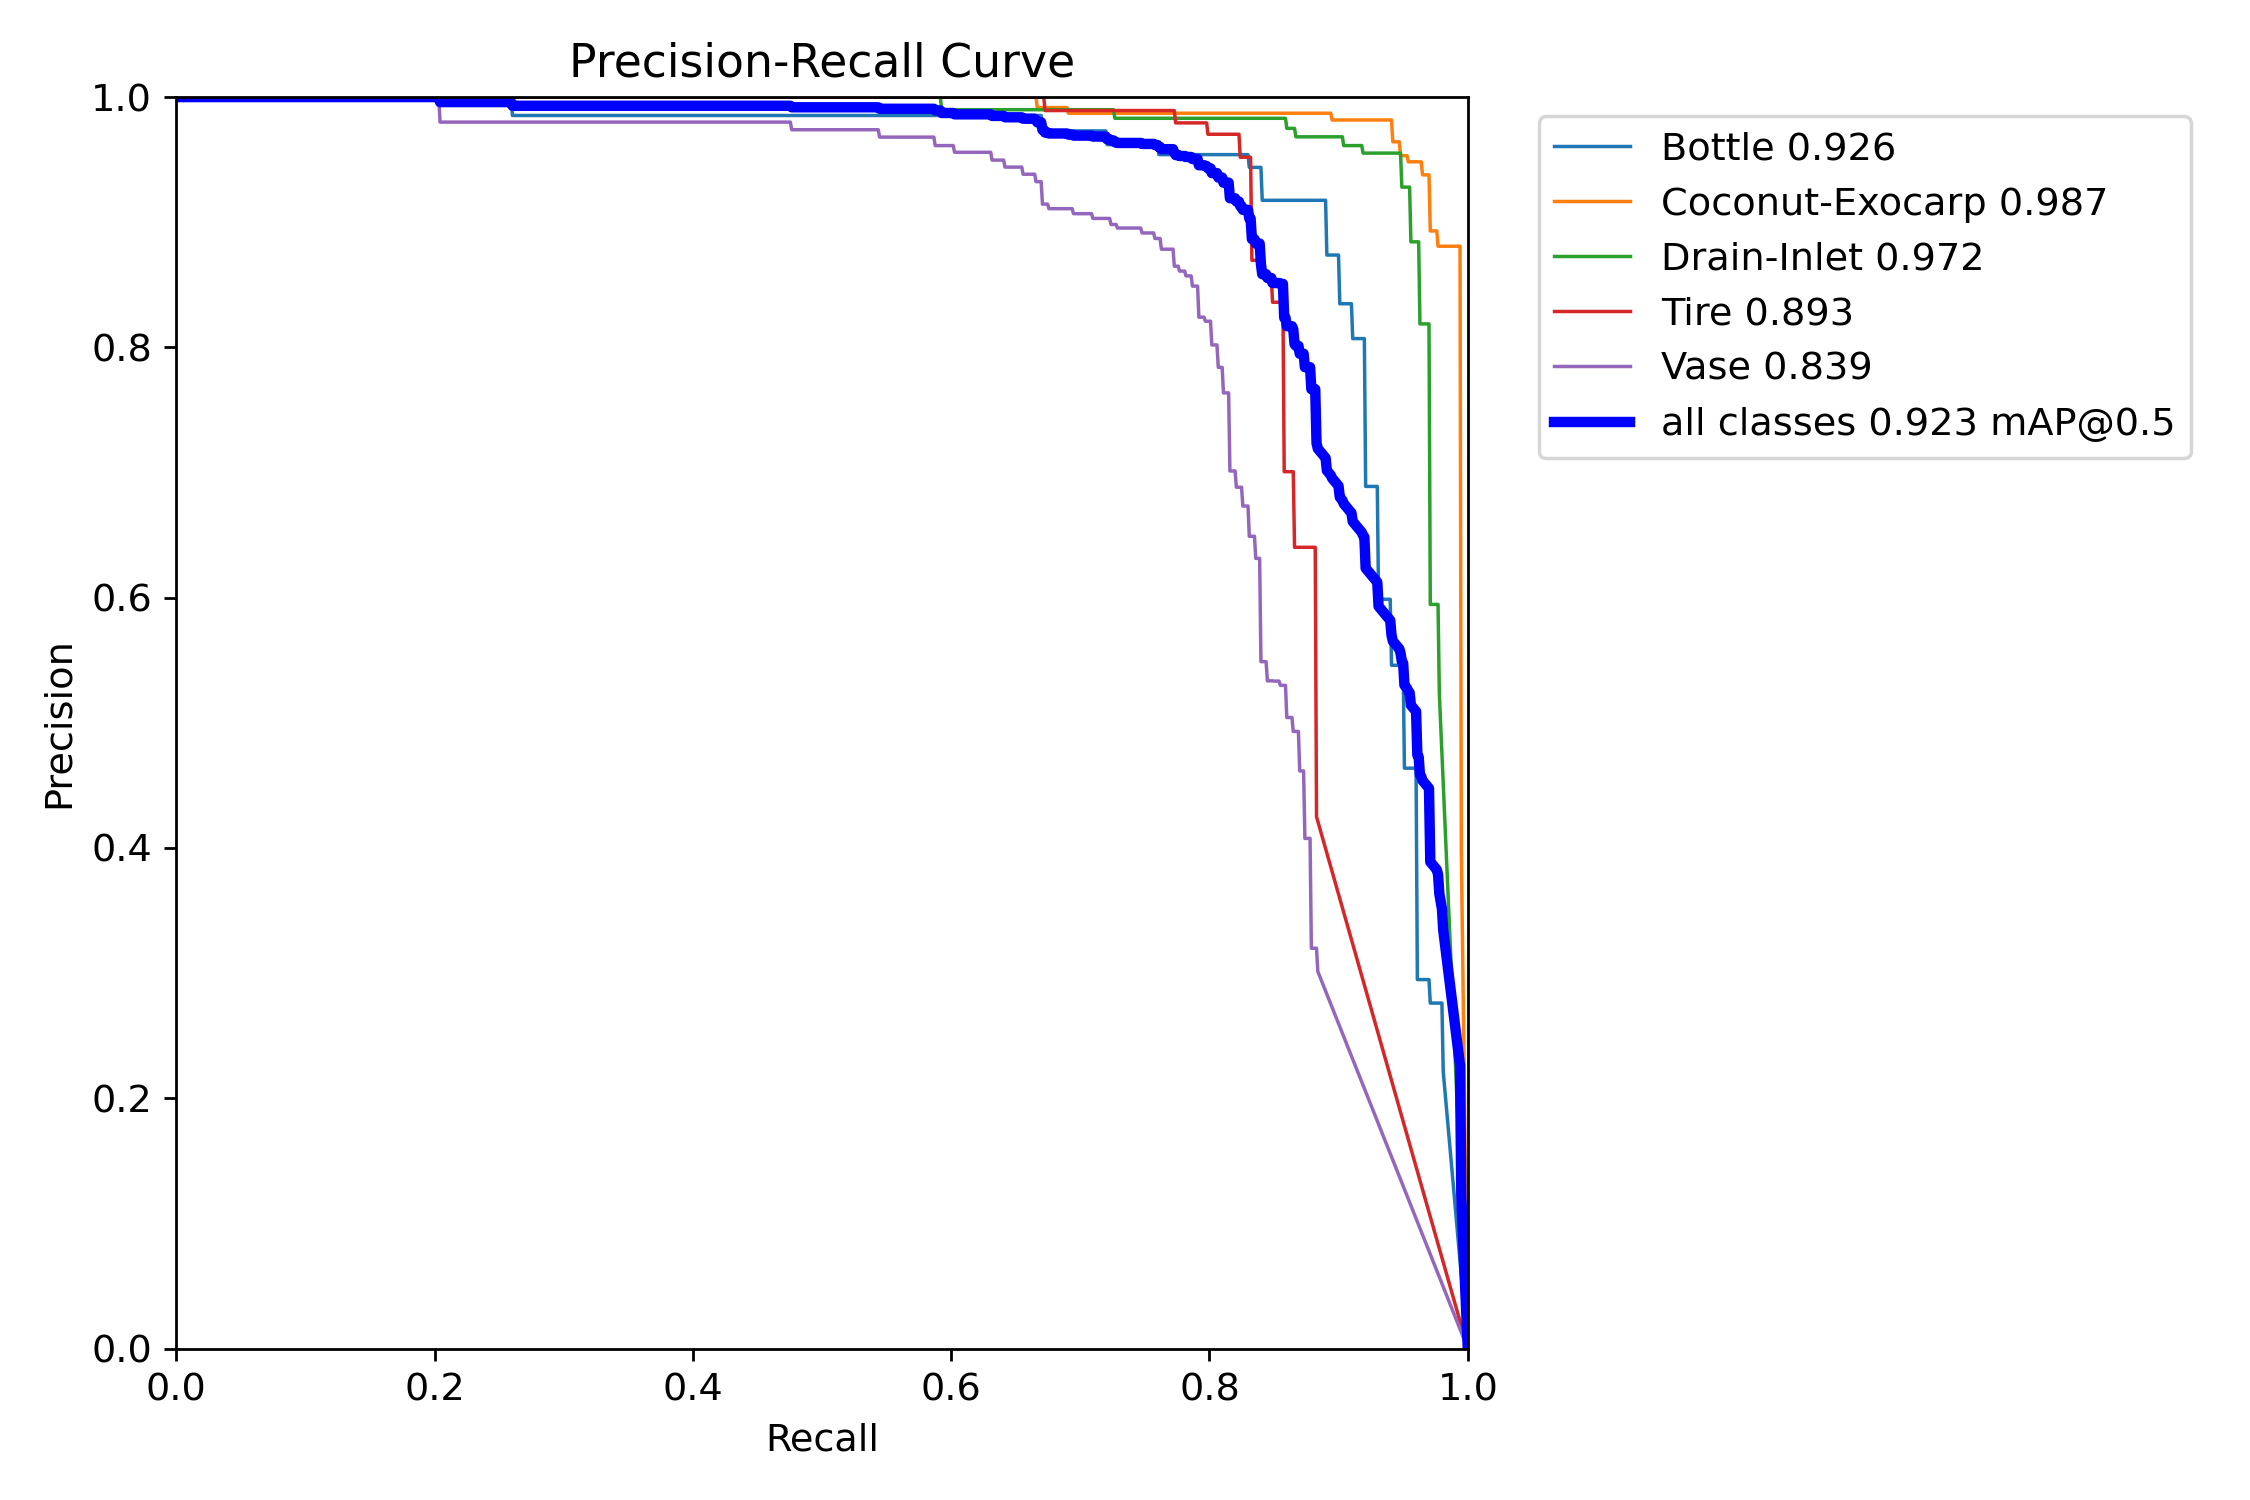 Precision-Recall Curve
1.0
0.8
0.6
0.4
0.2
0.0
Precision
0.0 0.2 0.4 0.6 0.8 1.0
Recall
Bottle 0.926
Coconut-Exocarp 0.987
Drain-Inlet 0.972
Tire 0.893
Vase 0.839
all classes 0.923 mAP@0.5